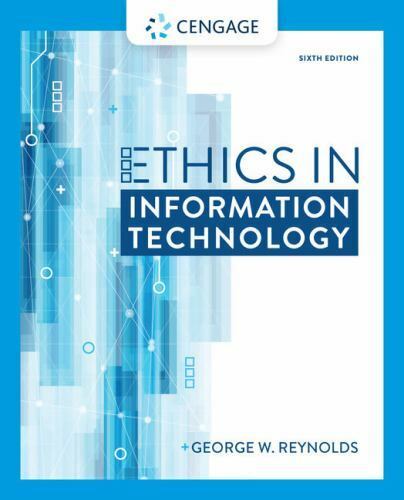 CENGAGE
SIXTH EDITION
ETHICS IN
INFORMATION
TECHNOLOGY
+GEORGE W. REYNOLDS